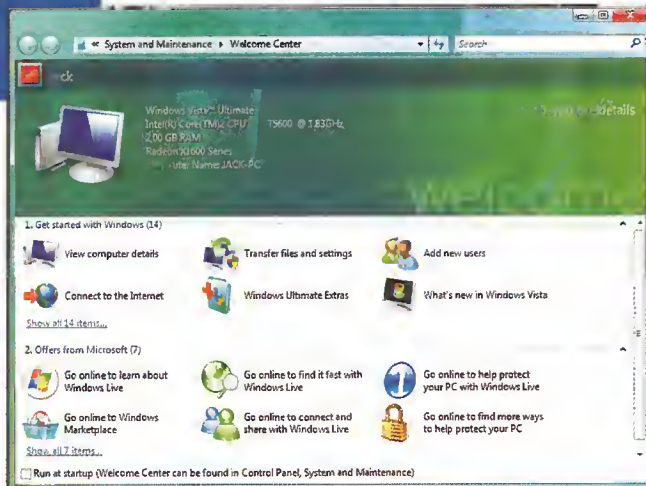 « System and Maintenance ▸ Welcome Center
Search
ck
details
Windows Vista™ Ultimate
Intel(R) Core(TM)2 CPU T5600 @ 1.83GHz
2.00 GB RAM
Radeon X1600 Series
uter Name: JACK-PC
Welcome
1. Get started with Windows (14)
View computer details
Transfer files and settings
Add new users
Connect to the Internet
Windows Ultimate Extras
What's new in Windows Vista
Show all 14 items...
2. Offers from Microsoft (7)
Go online to learn about
Windows Live
Go online to find it fast with
Windows Live
Go online to help protect
your PC with Windows Live
Go online to Windows
Marketplace
Go online to connect and
share with Windows Live
Go online to find more ways
to help protect your PC
Show all 7 items...
Run at startup (Welcome Center can be found in Control Panel, System and Maintenance)